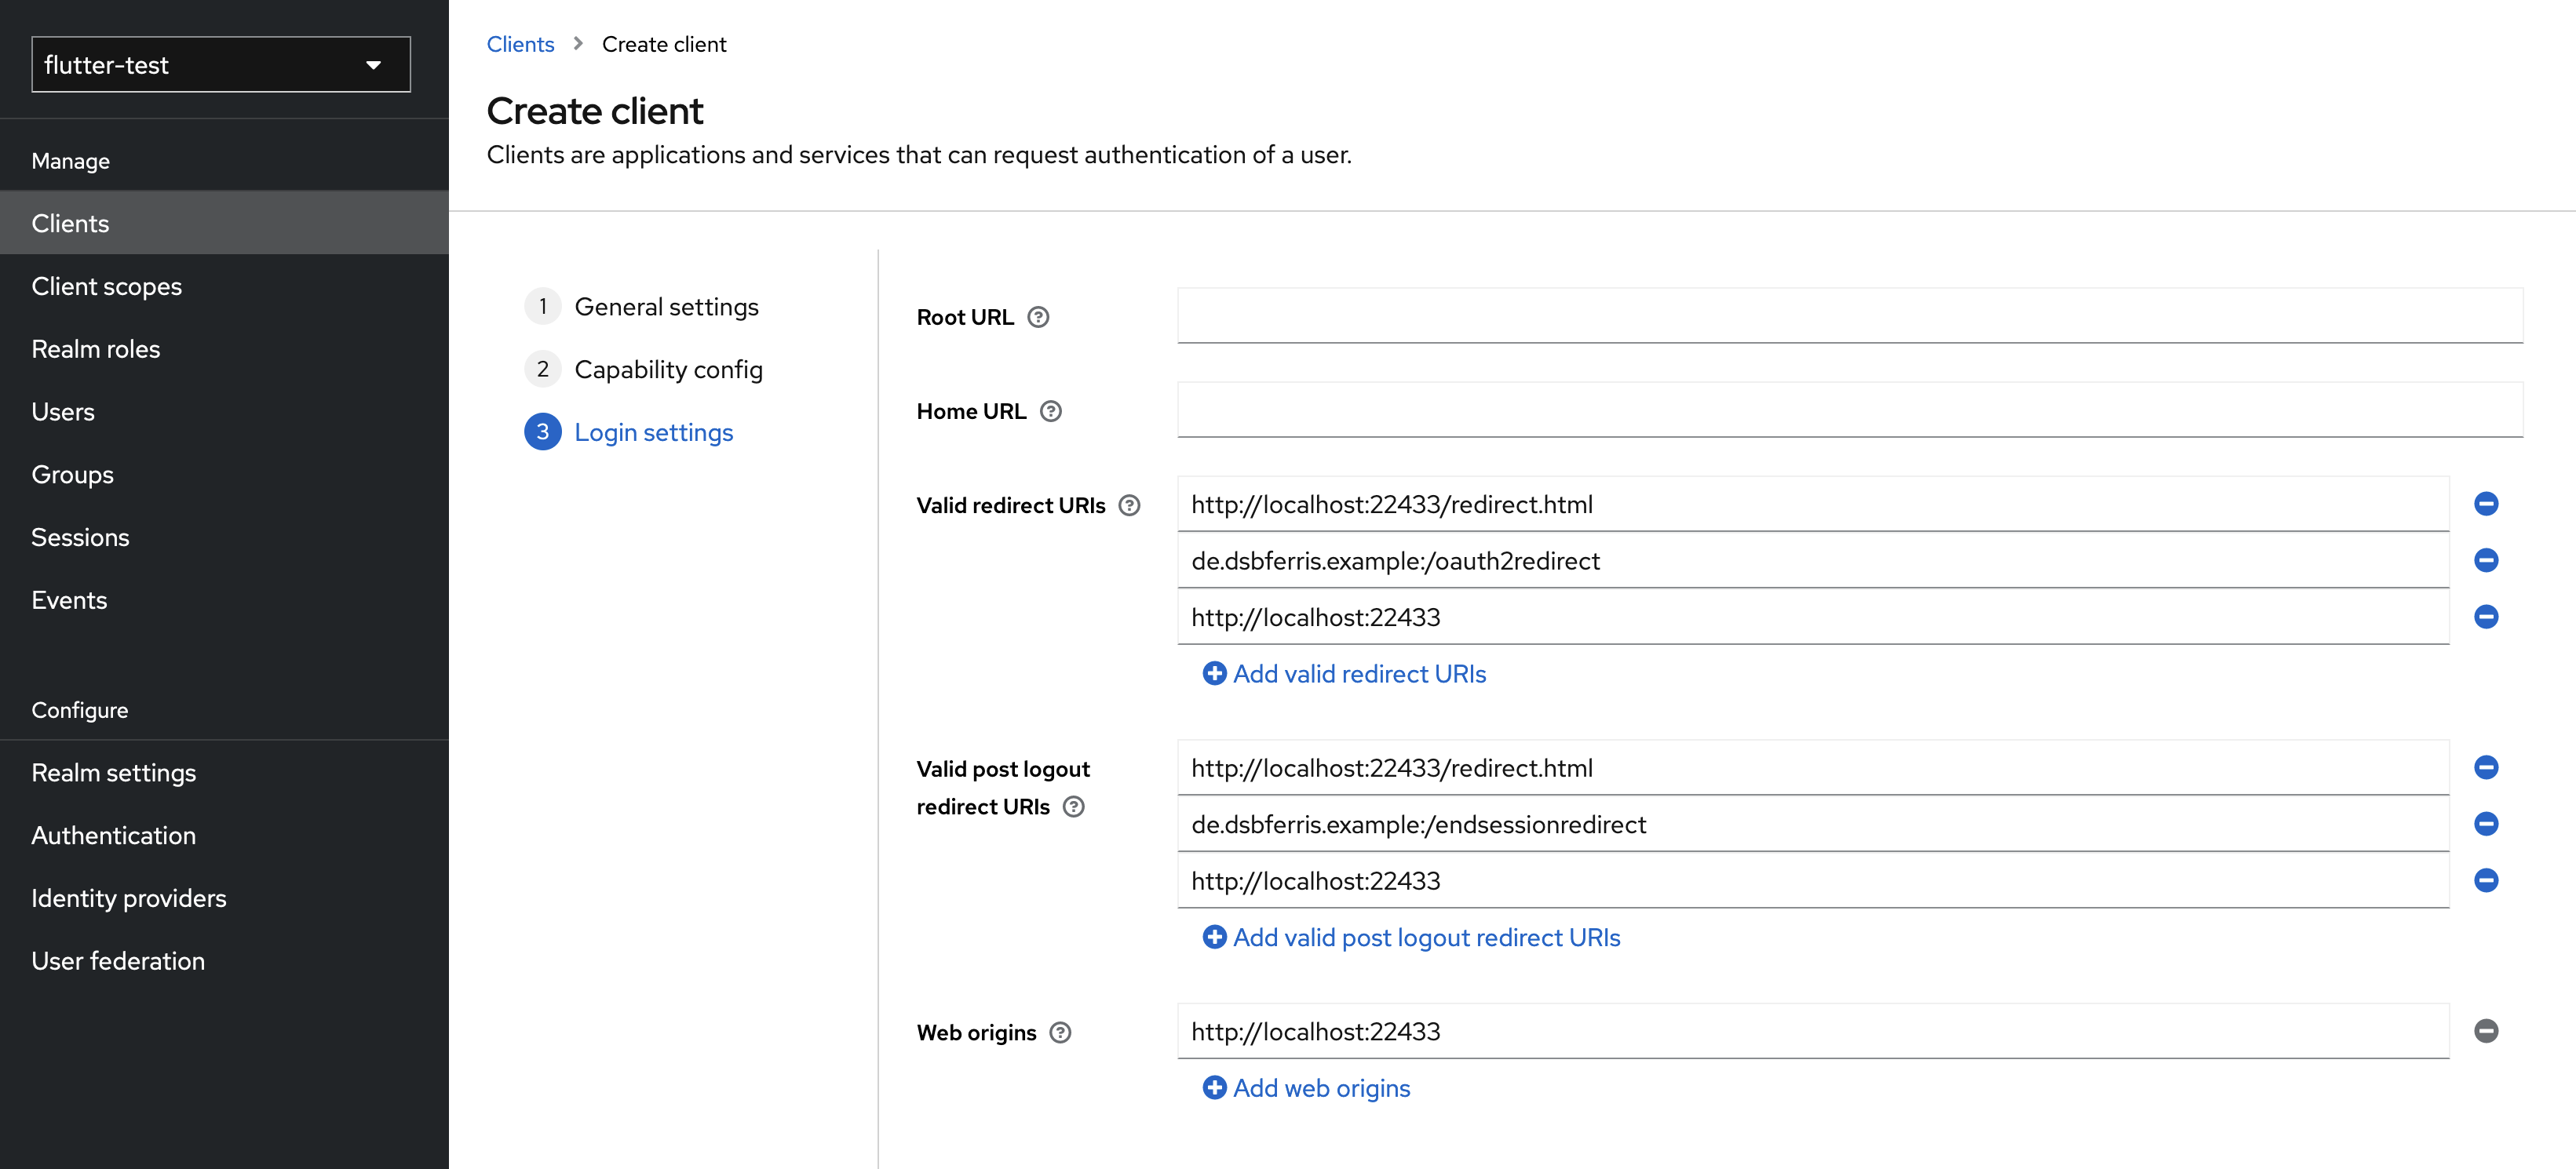 flutter-test
Manage
Clients
Client scopes
Realm roles
Users
Groups
Sessions
Events
Configure
Realm settings
Authentication
Identity providers
User federation
Clients > Create client
Create client
Clients are applications and services that can request authentication of a user.
1 General settings
2 Capability config
3 Login settings
Root URL
Home URL
Valid redirect URIs
http://localhost:22433/redirect.html
de.dsbferris.example:/oauth2redirect
http://localhost:22433
Add valid redirect URIs
Valid post logout
redirect URIs
http://localhost:22433/redirect.html
de.dsbferris.example:/endsessionredirect
http://localhost:22433
Add valid post logout redirect URIs
Web origins
http://localhost:22433
Add web origins